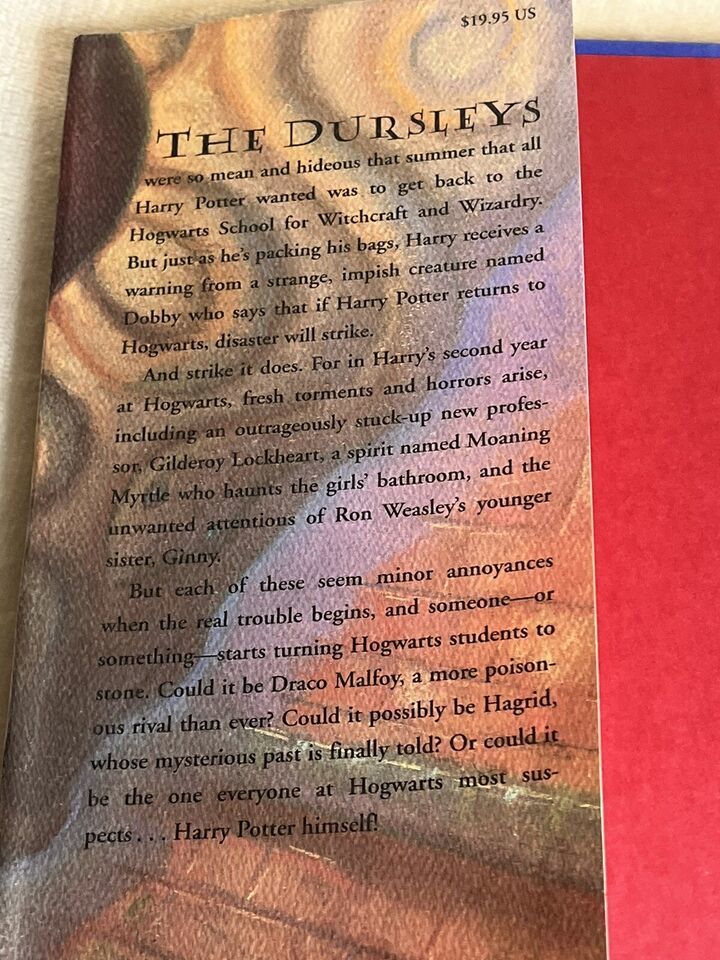 $19.95 US
THE DURSLEYS
were so mean and hideous that summer that all
Harry Potter wanted was to get back to the
Hogwarts School for Witchcraft and Wizardry.
But just as he's packing his bags, Harry receives a
warning from a strange, impish creature named
Dobby who says that if Harry Potter returns to
Hogwarts, disaster will strike.
And strike it does. For in Harry's second year
at Hogwarts, fresh torments and horrors arise,
including an outrageously stuck-up new profes-
sor, Gilderoy Lockheart, a spirit named Moaning
Myrtle who haunts the girls' bathroom, and the
unwanted attentions of Ron Weasley's younger
sister, Ginny.
But each of these seem minor annoyances
when the real trouble begins, and someone—or
something—starts turning Hogwarts students to
stone. Could it be Draco Malfoy, a more poison-
ous rival than ever? Could it possibly be Hagrid,
whose mysterious past is finally told? Or could it
be the one everyone at Hogwarts most sus-
pects . . . Harry Potter himself!